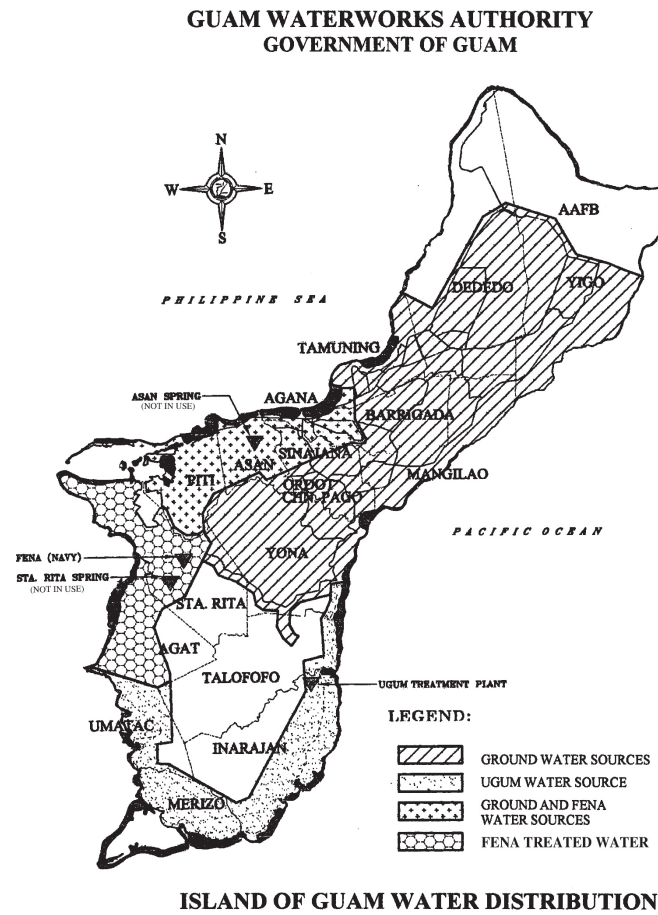 GUAM WATERWORKS AUTHORITY
GOVERNMENT OF GUAM
N
W E
S
AAFB
DEDEDO
YIGO
PHILIPPINE SEA
TAMUNING
ASAN SPRING
(NOT IN USE)
AGANA
BARRIGADA
SINAJANA
ASAN
MANGILAO
PITI
ORDOT
CHN. PAGO
PACIFIC OCEAN
YONA
FENA (NAVY)
STA. RITA SPRING
(NOT IN USE)
STA. RITA
AGAT
TALOFOFO
UGUM TREATMENT PLANT
UMATAC
INARAJAN
MERIZO
LEGEND:
GROUND WATER SOURCES
UGUM WATER SOURCE
GROUND AND FENA
WATER SOURCES
FENA TREATED WATER
ISLAND OF GUAM WATER DISTRIBUTION